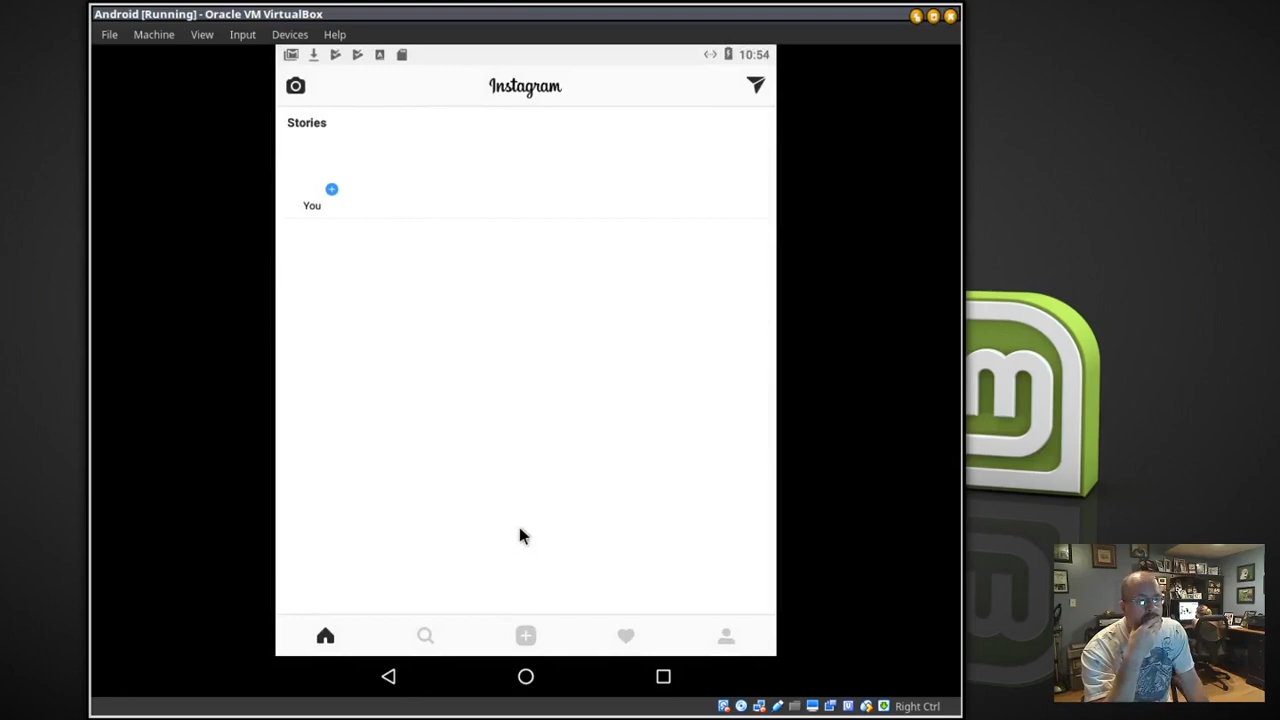 Android [Running] - Oracle VM VirtualBox
File Machine View Input Devices Help
10:54
Instagram
Stories
You
Right Ctrl